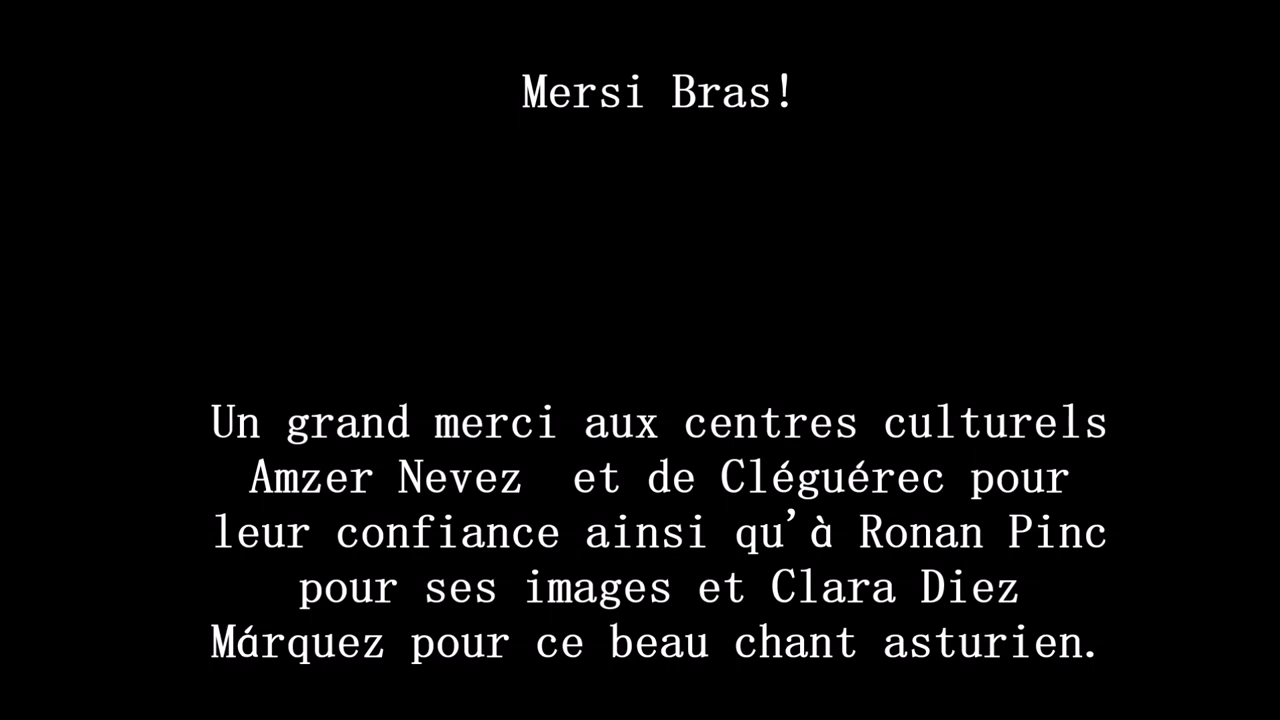 Mersi Bras!
Un grand merci aux centres culturels
Amzer Nevez  et de Cléguérec pour
leur confiance ainsi qu’à Ronan Pinc
pour ses images et Clara Diez
Márquez pour ce beau chant asturien.